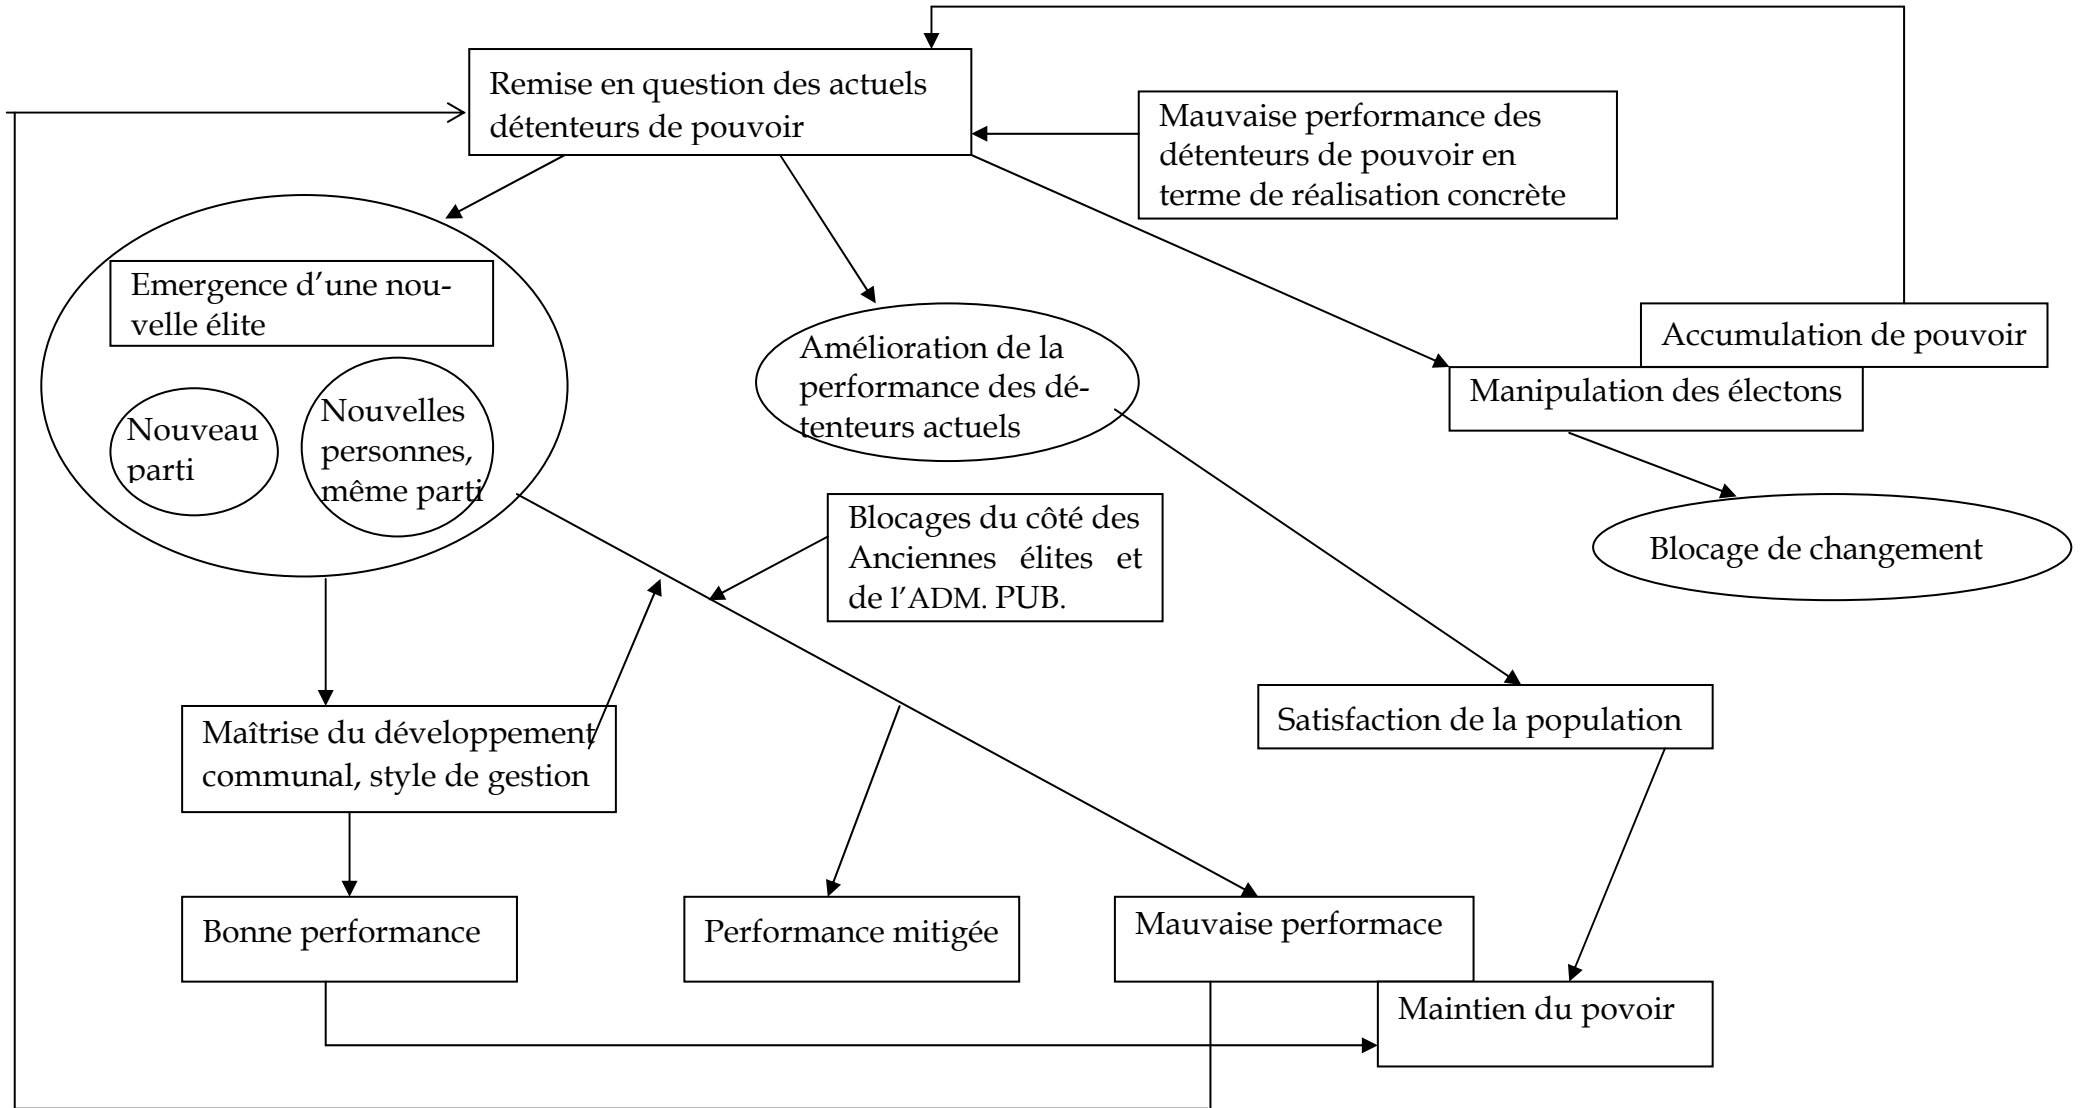 Remise en question des actuels
détenteurs de pouvoir
Mauvaise performance des
détenteurs de pouvoir en
terme de réalisation concrète
Emergence d’une nou-
velle élite
Nouveau
parti
Nouvelles
personnes,
même parti
Amélioration de la
performance des dé-
tenteurs actuels
Accumulation de pouvoir
Manipulation des électons
Blocages du côté des
Anciennes élites et
de l’ADM. PUB.
Blocage de changement
Maîtrise du développement
communal, style de gestion
Satisfaction de la population
Bonne performance
Performance mitigée
Mauvaise performace
Maintien du povoir